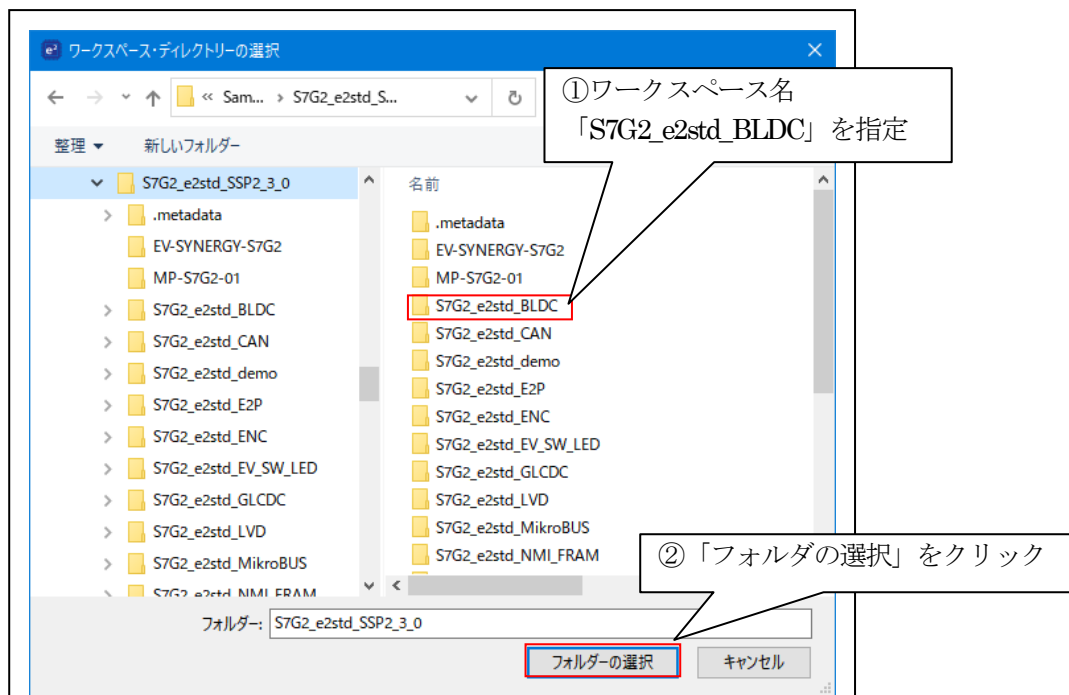 e² ワークスペース・ディレクトリーの選択
①ワークスペース名
「S7G2_e2std_BLDC」を指定
« Sam... › S7G2_e2std_S...
整理 新しいフォルダー
S7G2_e2std_SSP2_3_0
.metadata
EV-SYNERGY-S7G2
MP-S7G2-01
S7G2_e2std_BLDC
S7G2_e2std_CAN
S7G2_e2std_demo
S7G2_e2std_E2P
S7G2_e2std_ENC
S7G2_e2std_EV_SW_LED
S7G2_e2std_GLCDC
S7G2_e2std_LVD
S7G2_e2std_MikroBUS
S7G2_e2std_NMI_FRAM
名前
.metadata
EV-SYNERGY-S7G2
MP-S7G2-01
S7G2_e2std_BLDC
S7G2_e2std_CAN
S7G2_e2std_demo
S7G2_e2std_E2P
S7G2_e2std_ENC
S7G2_e2std_EV_SW_LED
S7G2_e2std_GLCDC
S7G2_e2std_LVD
S7G2_e2std_MikroBUS
S7G2_e2std_NMI_FRAM
②「フォルダの選択」をクリック
フォルダー: S7G2_e2std_SSP2_3_0
フォルダーの選択 キャンセル